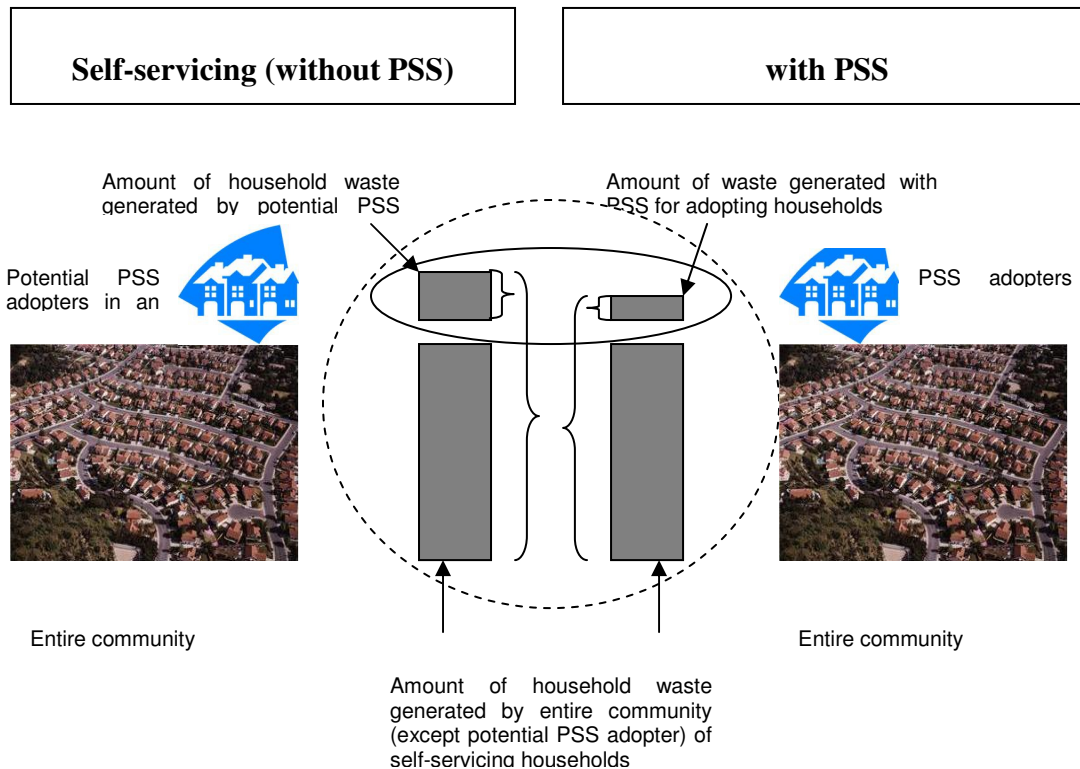 Self-servicing (without PSS)
with PSS
Amount of household waste
generated by potential PSS
Amount of waste generated with
PSS for adopting households
Potential PSS
adopters in an
PSS adopters
Entire community
Entire community
Amount of household waste
generated by entire community
(except potential PSS adopter) of
self-servicing households